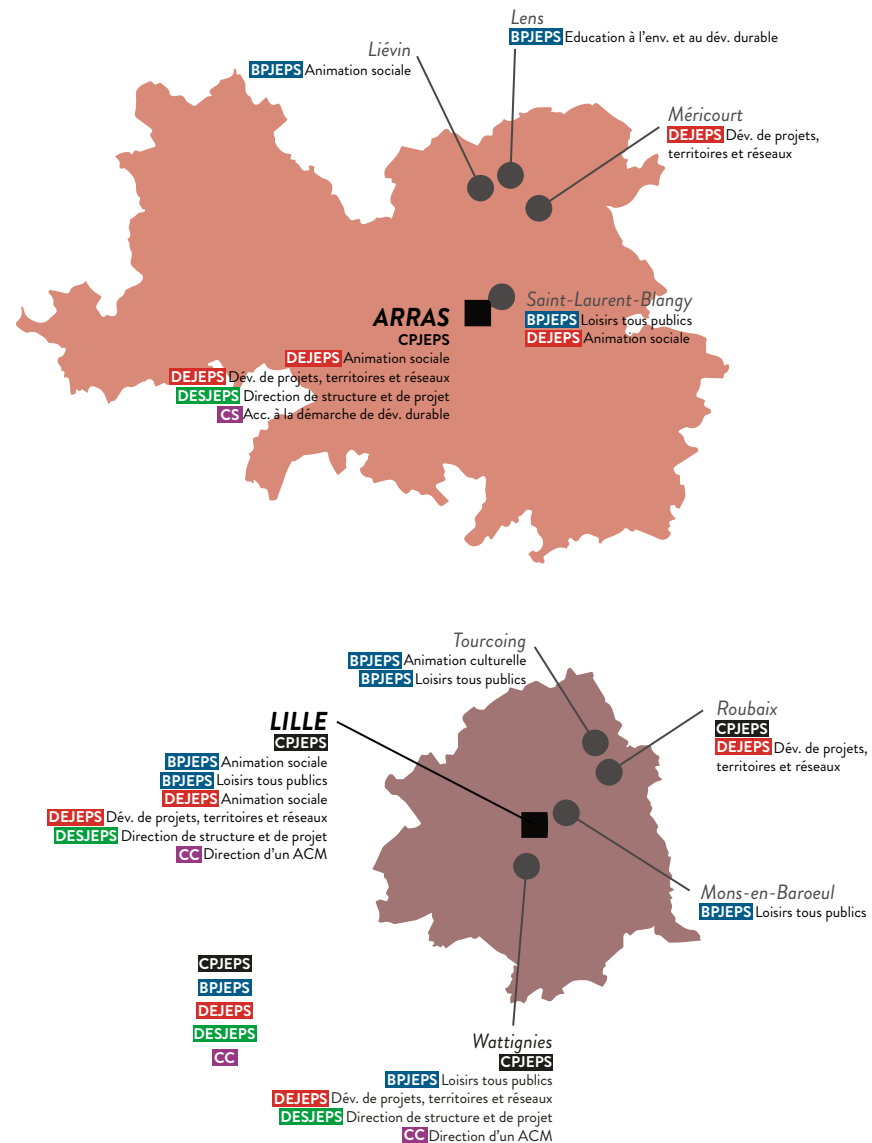 Lens
BPJEPS Education à l'env. et au dév. durable
Liévin
BPJEPS Animation sociale
Méricourt
DEJEPS Dév. de projets,
territoires et réseaux
Saint-Laurent-Blangy
BPJEPS Loisirs tous publics
DEJEPS Animation sociale
ARRAS
CPJEPS
DEJEPS Animation sociale
DEJEPS Dév. de projets, territoires et réseaux
DESJEPS Direction de structure et de projet
CS Acc. à la démarche de dév. durable
Tourcoing
BPJEPS Animation culturelle
BPJEPS Loisirs tous publics
LILLE
CPJEPS
BPJEPS Animation sociale
BPJEPS Loisirs tous publics
DEJEPS Animation sociale
DEJEPS Dév. de projets, territoires et réseaux
DESJEPS Direction de structure et de projet
CC Direction d'un ACM
Roubaix
CPJEPS
DEJEPS Dév. de projets,
territoires et réseaux
Mons-en-Baroeul
BPJEPS Loisirs tous publics
CPJEPS
BPJEPS
DEJEPS
DESJEPS
CC
Wattignies
CPJEPS
BPJEPS Loisirs tous publics
DEJEPS Dév. de projets, territoires et réseaux
DESJEPS Direction de structure et de projet
CC Direction d'un ACM